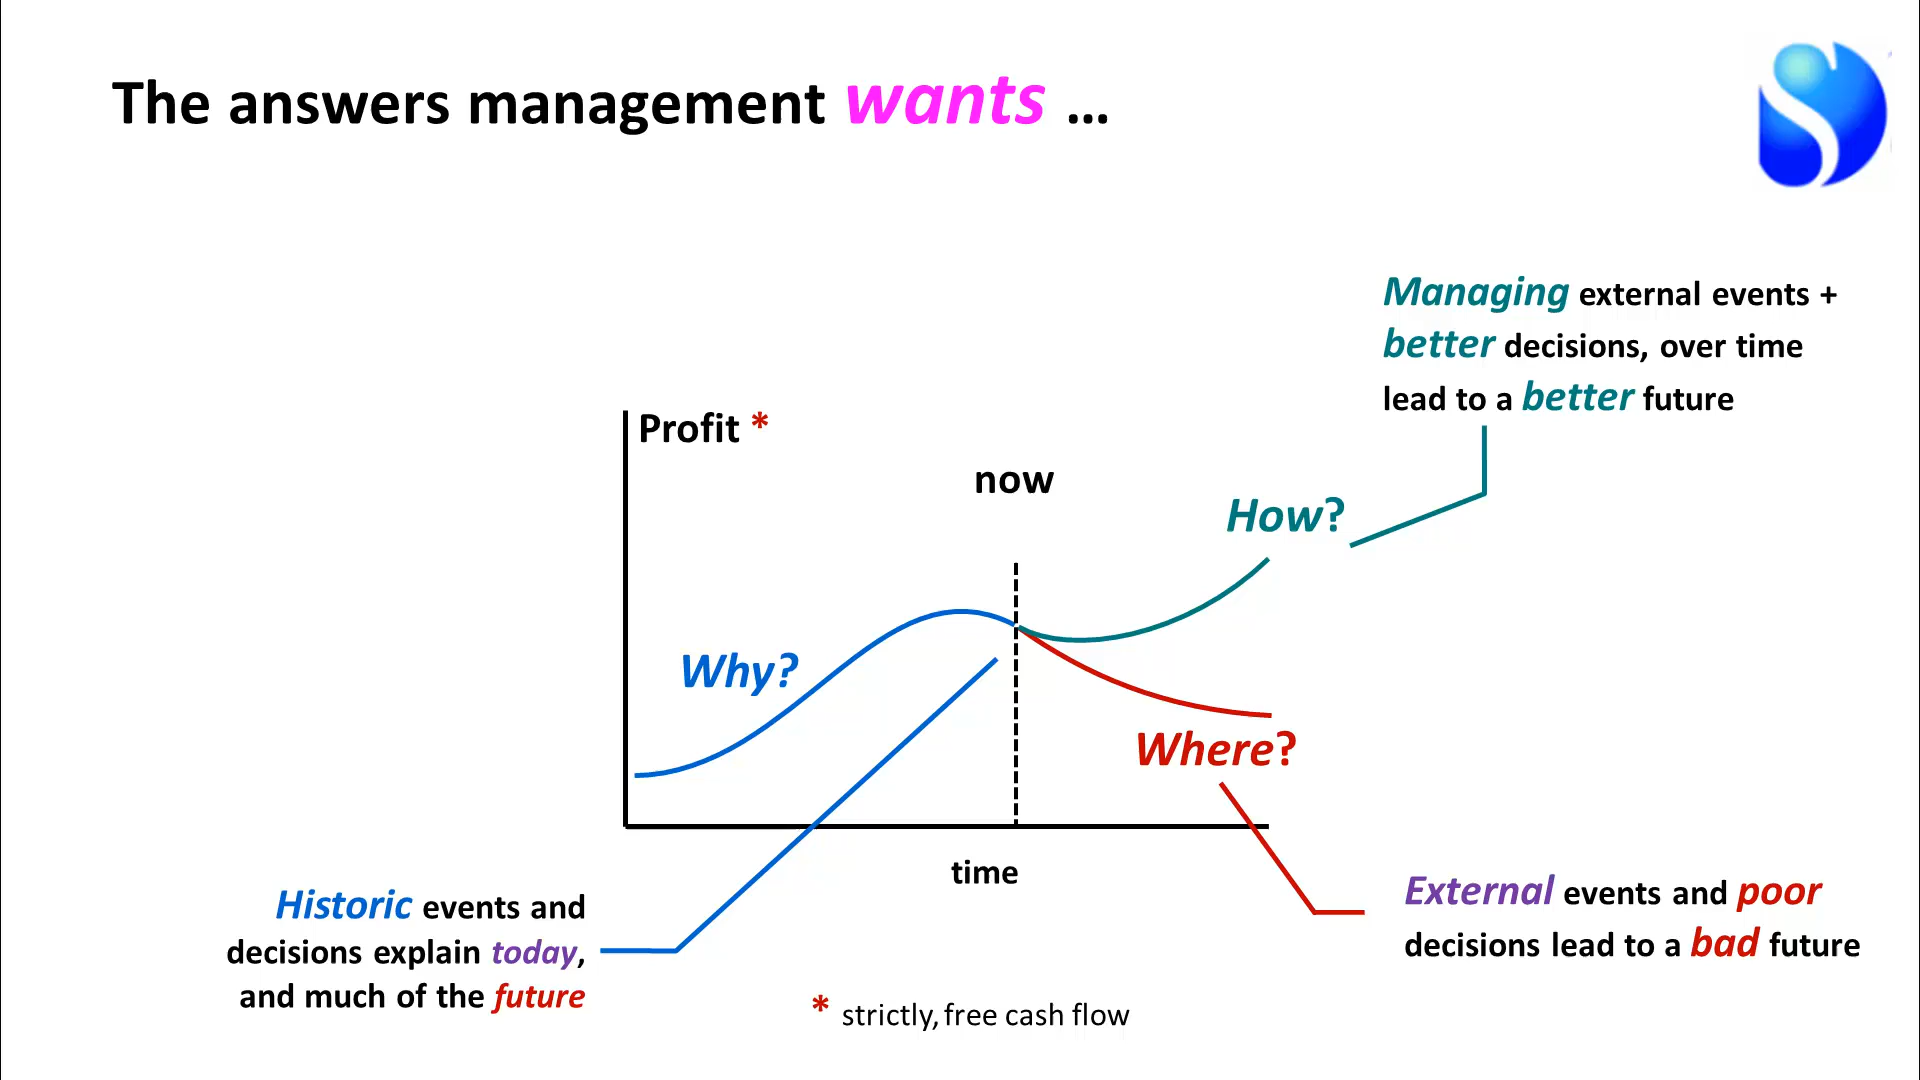 The answers management wants ...
Managing external events +
better decisions, over time
lead to a better future
Profit *
now
How?
Why?
Where?
time
Historic events and
decisions explain today,
and much of the future
External events and poor
decisions lead to a bad future
* strictly, free cash flow